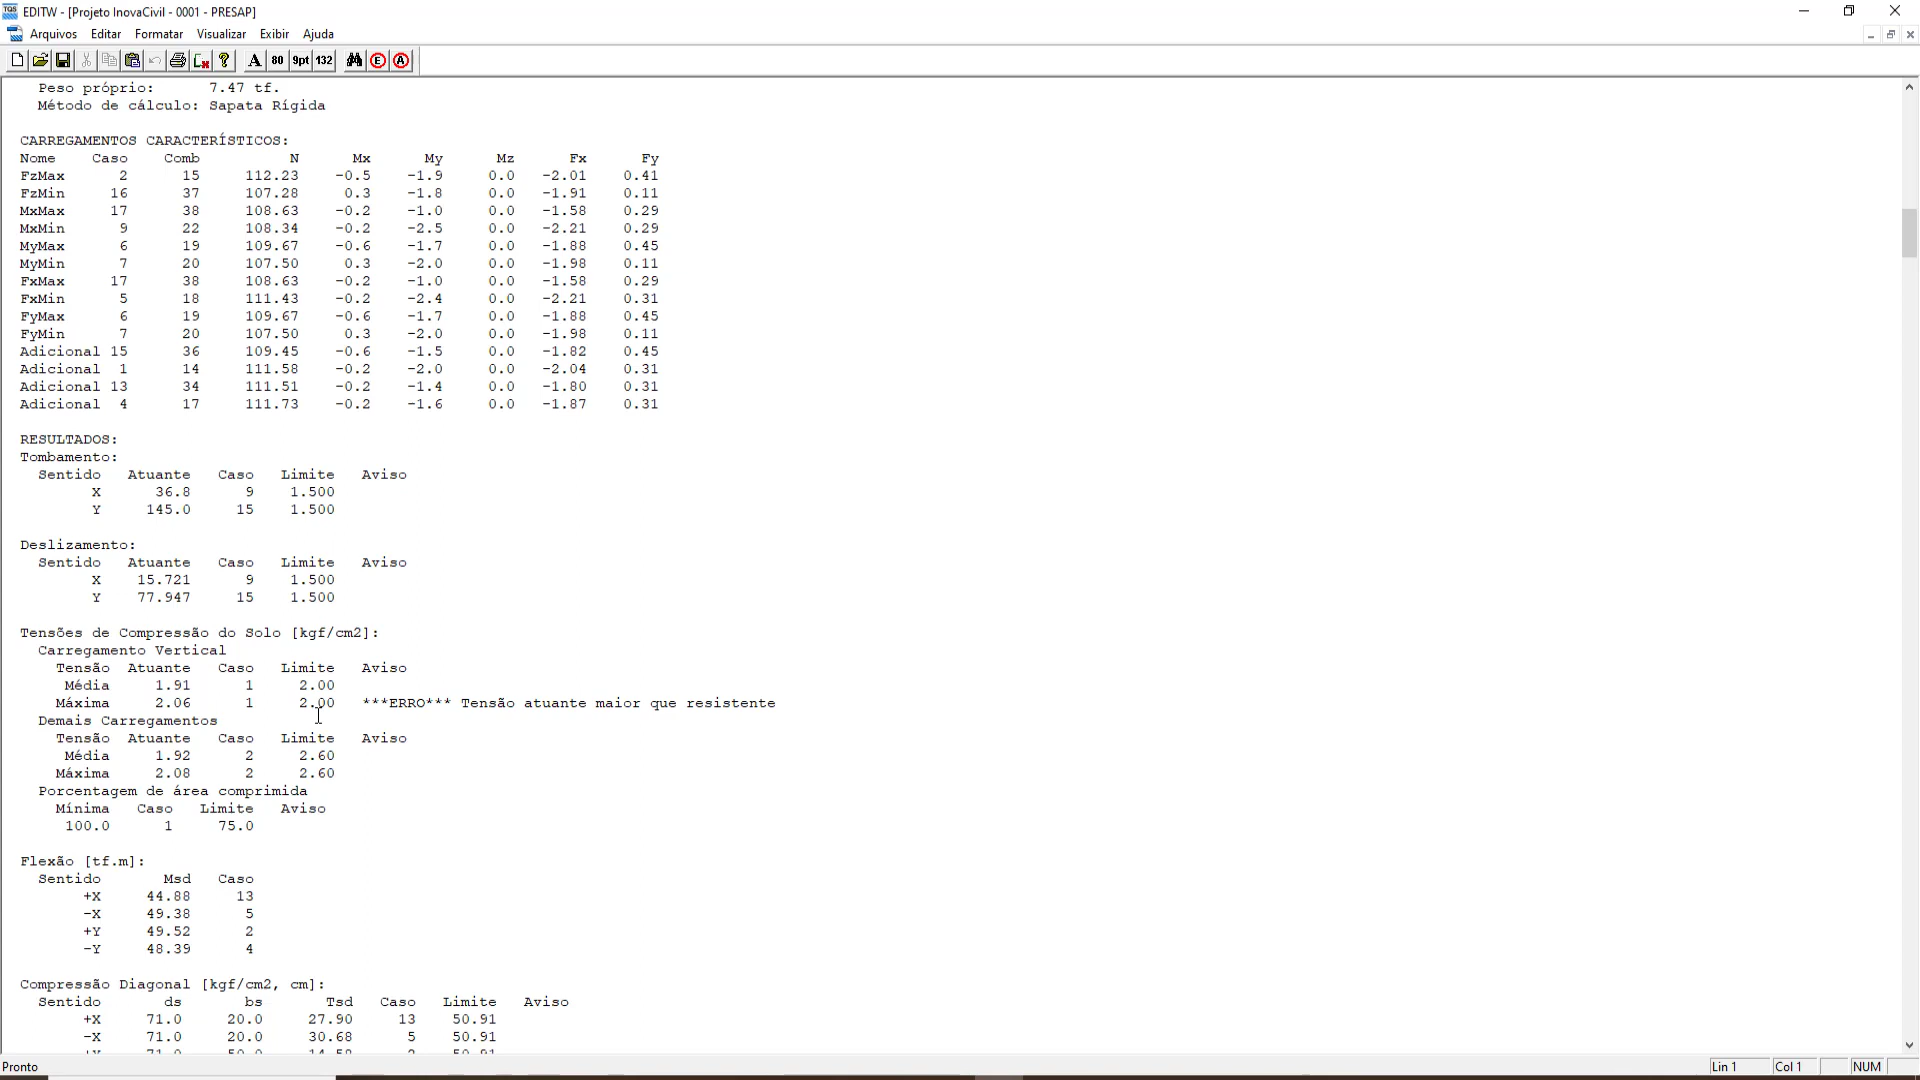 EDITW - [Projeto InovaCivil - 0001 - PRESAP]
Arquivos Editar Formatar Visualizar Exibir Ajuda
A 80 9pt 132 E A
Peso próprio: 7.47 tf.
Método de cálculo: Sapata Rígida
CARREGAMENTOS CARACTERÍSTICOS:
Nome Caso Comb N Mx My Mz Fx Fy
FzMax 2 15 112.23 -0.5 -1.9 0.0 -2.01 0.41
FzMin 16 37 107.28 0.3 -1.8 0.0 -1.91 0.11
MxMax 17 38 108.63 -0.2 -1.0 0.0 -1.58 0.29
MxMin 9 22 108.34 -0.2 -2.5 0.0 -2.21 0.29
MyMax 6 19 109.67 -0.6 -1.7 0.0 -1.88 0.45
MyMin 7 20 107.50 0.3 -2.0 0.0 -1.98 0.11
FxMax 17 38 108.63 -0.2 -1.0 0.0 -1.58 0.29
FxMin 5 18 111.43 -0.2 -2.4 0.0 -2.21 0.31
FyMax 6 19 109.67 -0.6 -1.7 0.0 -1.88 0.45
FyMin 7 20 107.50 0.3 -2.0 0.0 -1.98 0.11
Adicional 15 36 109.45 -0.6 -1.5 0.0 -1.82 0.45
Adicional 1 14 111.58 -0.2 -2.0 0.0 -2.04 0.31
Adicional 13 34 111.51 -0.2 -1.4 0.0 -1.80 0.31
Adicional 4 17 111.73 -0.2 -1.6 0.0 -1.87 0.31
RESULTADOS:
Tombamento:
Sentido Atuante Caso Limite Aviso
X 36.8 9 1.500
Y 145.0 15 1.500
Deslizamento:
Sentido Atuante Caso Limite Aviso
X 15.721 9 1.500
Y 77.947 15 1.500
Tensões de Compressão do Solo [kgf/cm2]:
Carregamento Vertical
Tensão Atuante Caso Limite Aviso
Média 1.91 1 2.00
Máxima 2.06 1 2.00 ***ERRO*** Tensão atuante maior que resistente
Demais Carregamentos
Tensão Atuante Caso Limite Aviso
Média 1.92 2 2.60
Máxima 2.08 2 2.60
Porcentagem de área comprimida
Mínima Caso Limite Aviso
100.0 1 75.0
Flexão [tf.m]:
Sentido Msd Caso
+X 44.88 13
-X 49.38 5
+Y 49.52 2
-Y 48.39 4
Compressão Diagonal [kgf/cm2, cm]:
Sentido ds bs Tsd Caso Limite Aviso
+X 71.0 20.0 27.90 13 50.91
-X 71.0 20.0 30.68 5 50.91
Pronto Lin 1 Col 1 NUM